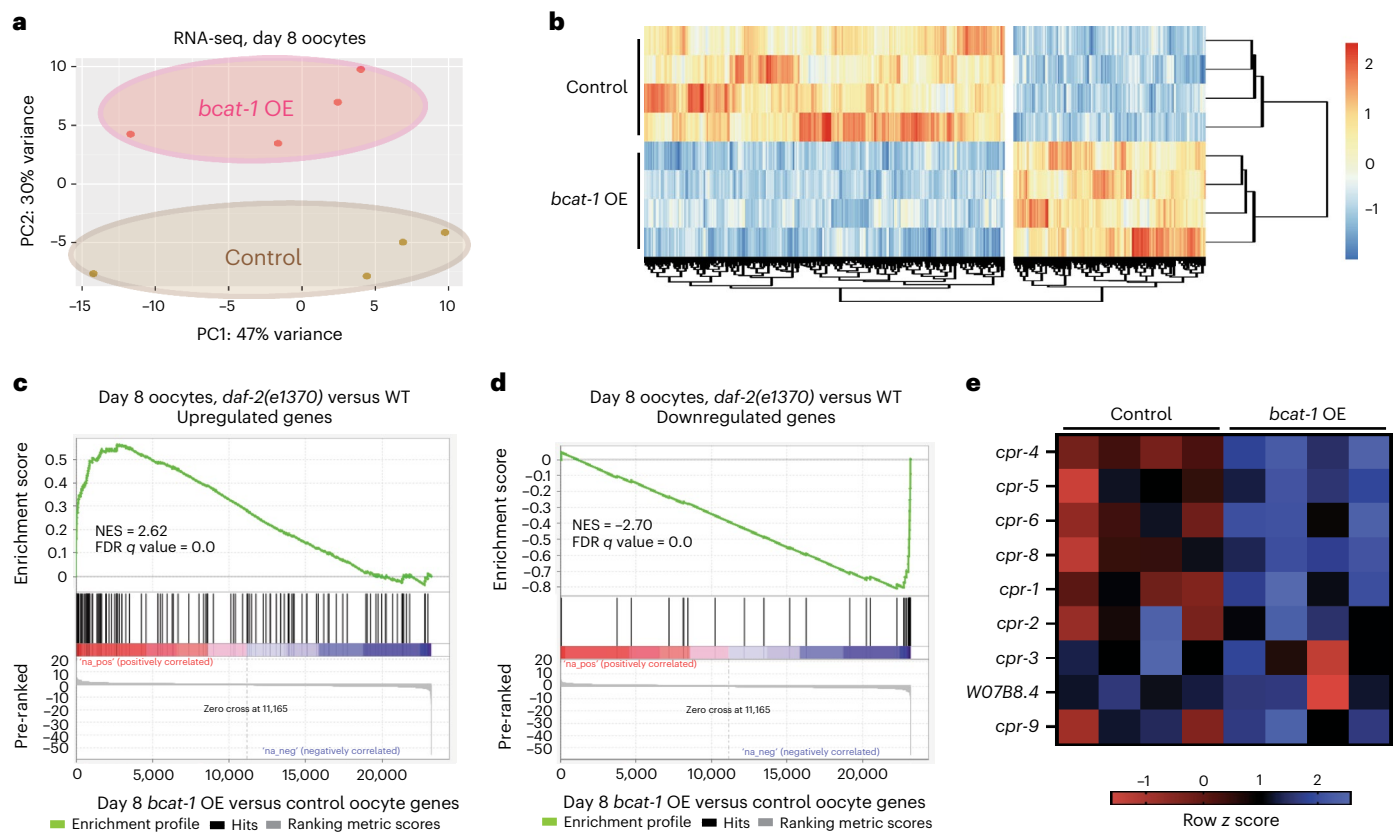 a
RNA-seq, day 8 oocytes
PC2: 30% variance
10
5
0
–5
bcat-1 OE
Control
–15
–10
–5
0
5
10
PC1: 47% variance
b
Control
bcat-1 OE
2
1
0
–1
c
Day 8 oocytes, daf-2(e1370) versus WT
Upregulated genes
Enrichment score
0.5
0.4
0.3
0.2
0.1
0
NES = 2.62
FDR q value = 0.0
Pre-ranked
20
10
0
–10
–20
–30
–40
–50
'na_pos' (positively correlated)
Zero cross at 11,165
'na_neg' (negatively correlated)
0
5,000
10,000
15,000
20,000
Day 8 bcat-1 OE versus control oocyte genes
Enrichment profile Hits Ranking metric scores
d
Day 8 oocytes, daf-2(e1370) versus WT
Downregulated genes
Enrichment score
0
–0.1
–0.2
–0.3
–0.4
–0.5
–0.6
–0.7
–0.8
NES = –2.70
FDR q value = 0.0
Pre-ranked
20
10
0
–10
–20
–30
–40
–50
'na_pos' (positively correlated)
Zero cross at 11,165
'na_neg' (negatively correlated)
0
5,000
10,000
15,000
20,000
Day 8 bcat-1 OE versus control oocyte genes
Enrichment profile Hits Ranking metric scores
e
Control
bcat-1 OE
cpr-4
cpr-5
cpr-6
cpr-8
cpr-1
cpr-2
cpr-3
W07B8.4
cpr-9
–1
0
1
2
Row z score